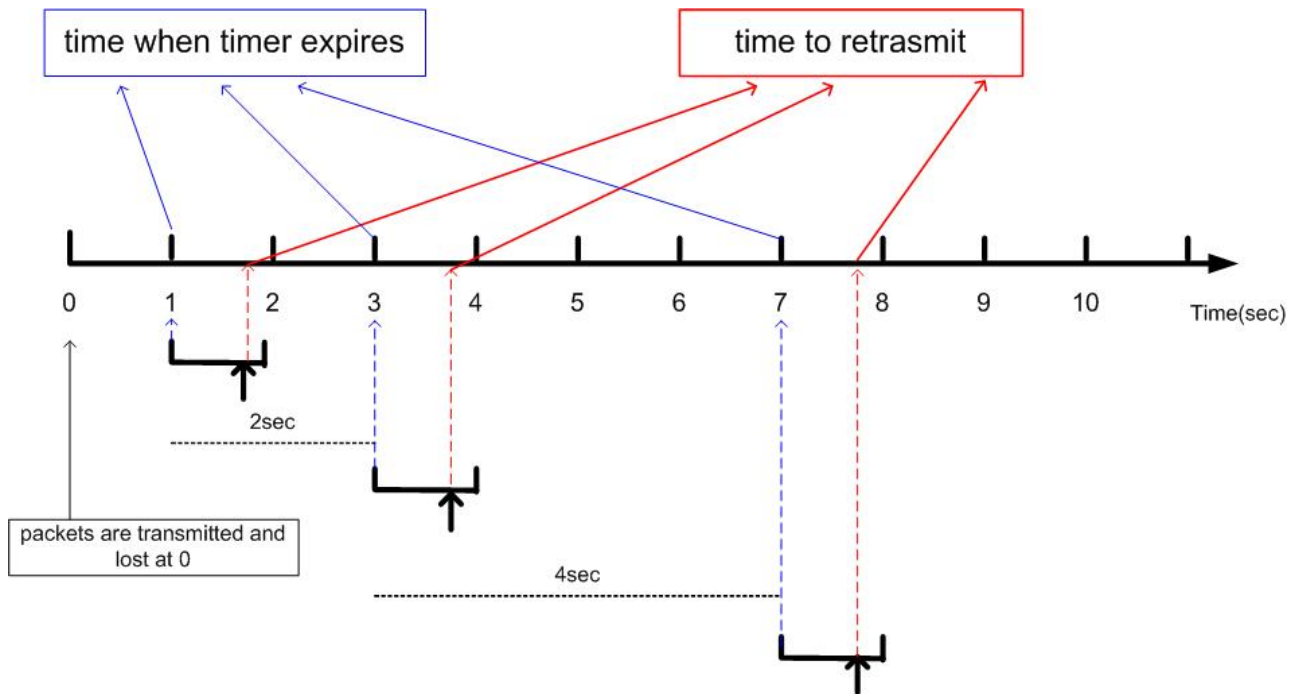 time when timer expires
time to retrasmit
0 1 2 3 4 5 6 7 8 9 10
Time(sec)
2sec
packets are transmitted and
lost at 0
4sec